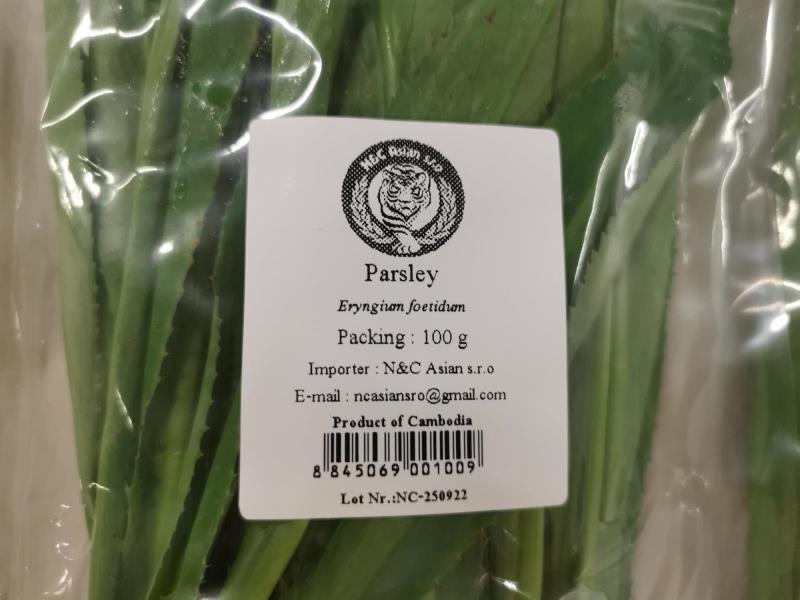 N&C Asian s.r.o
Parsley
Eryngium foetidum
Packing : 100 g
Importer : N&C Asian s.r.o
E-mail : ncasiansro@gmail.com
Product of Cambodia
8 845069 001009
Lot Nr.:NC-250922